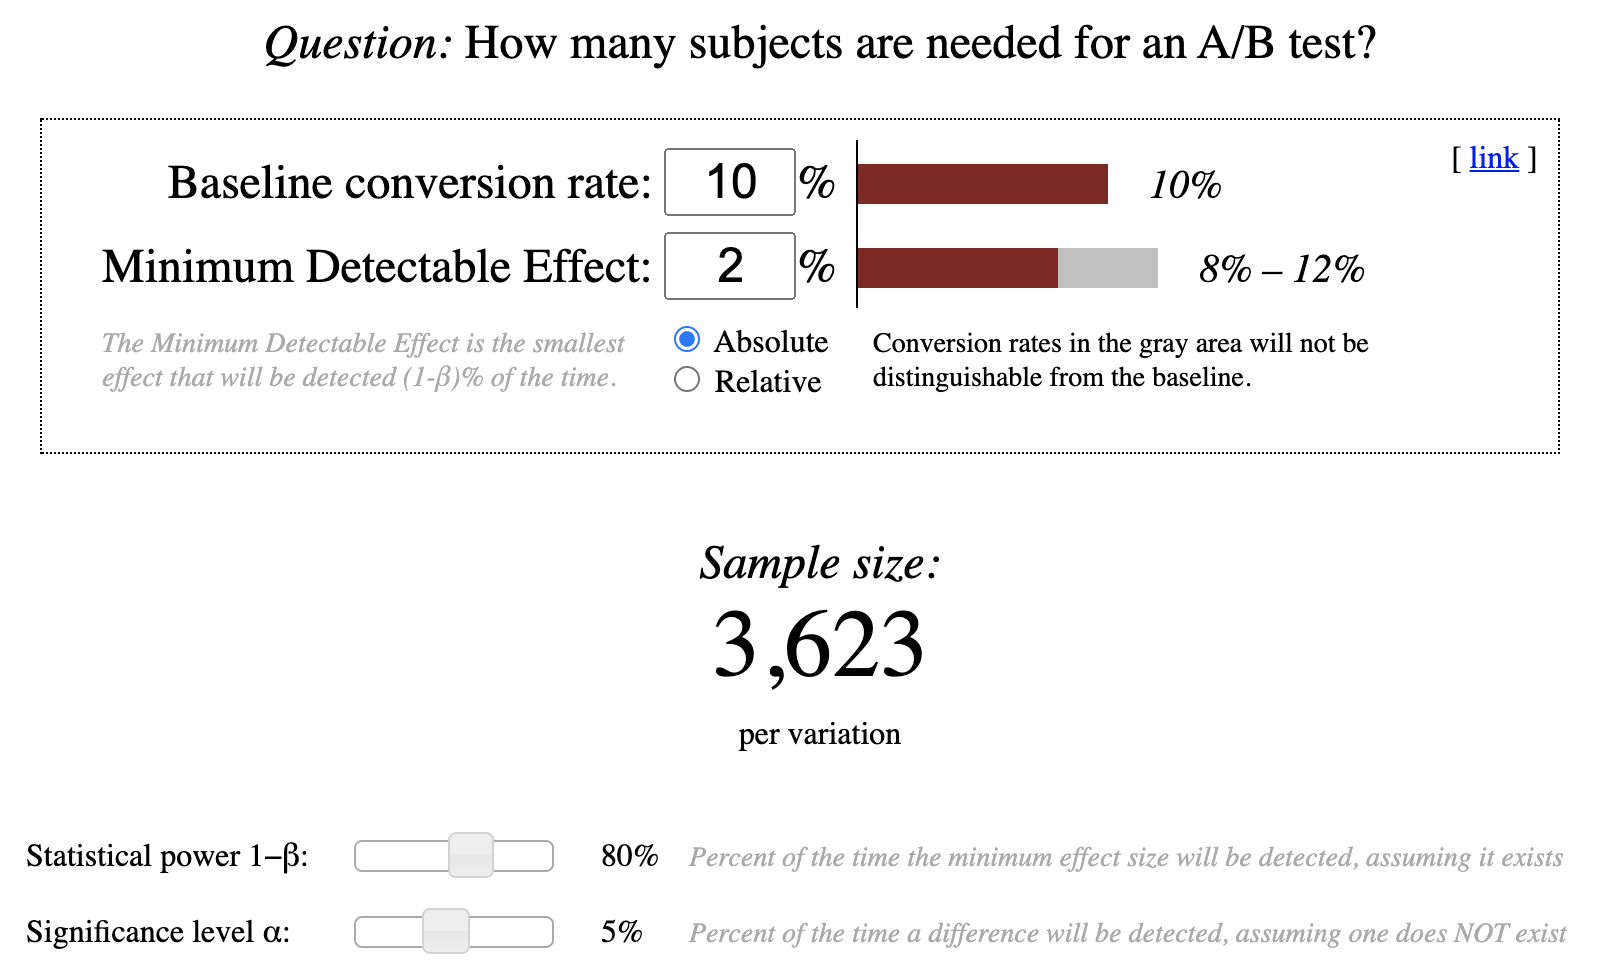 Question: How many subjects are needed for an A/B test?
[ link ]
Baseline conversion rate: 10 % 10%
Minimum Detectable Effect: 2 % 8% – 12%
The Minimum Detectable Effect is the smallest
effect that will be detected (1-β)% of the time.
Absolute
Relative
Conversion rates in the gray area will not be
distinguishable from the baseline.
Sample size:
3,623
per variation
Statistical power 1−β: 80% Percent of the time the minimum effect size will be detected, assuming it exists
Significance level α: 5% Percent of the time a difference will be detected, assuming one does NOT exist